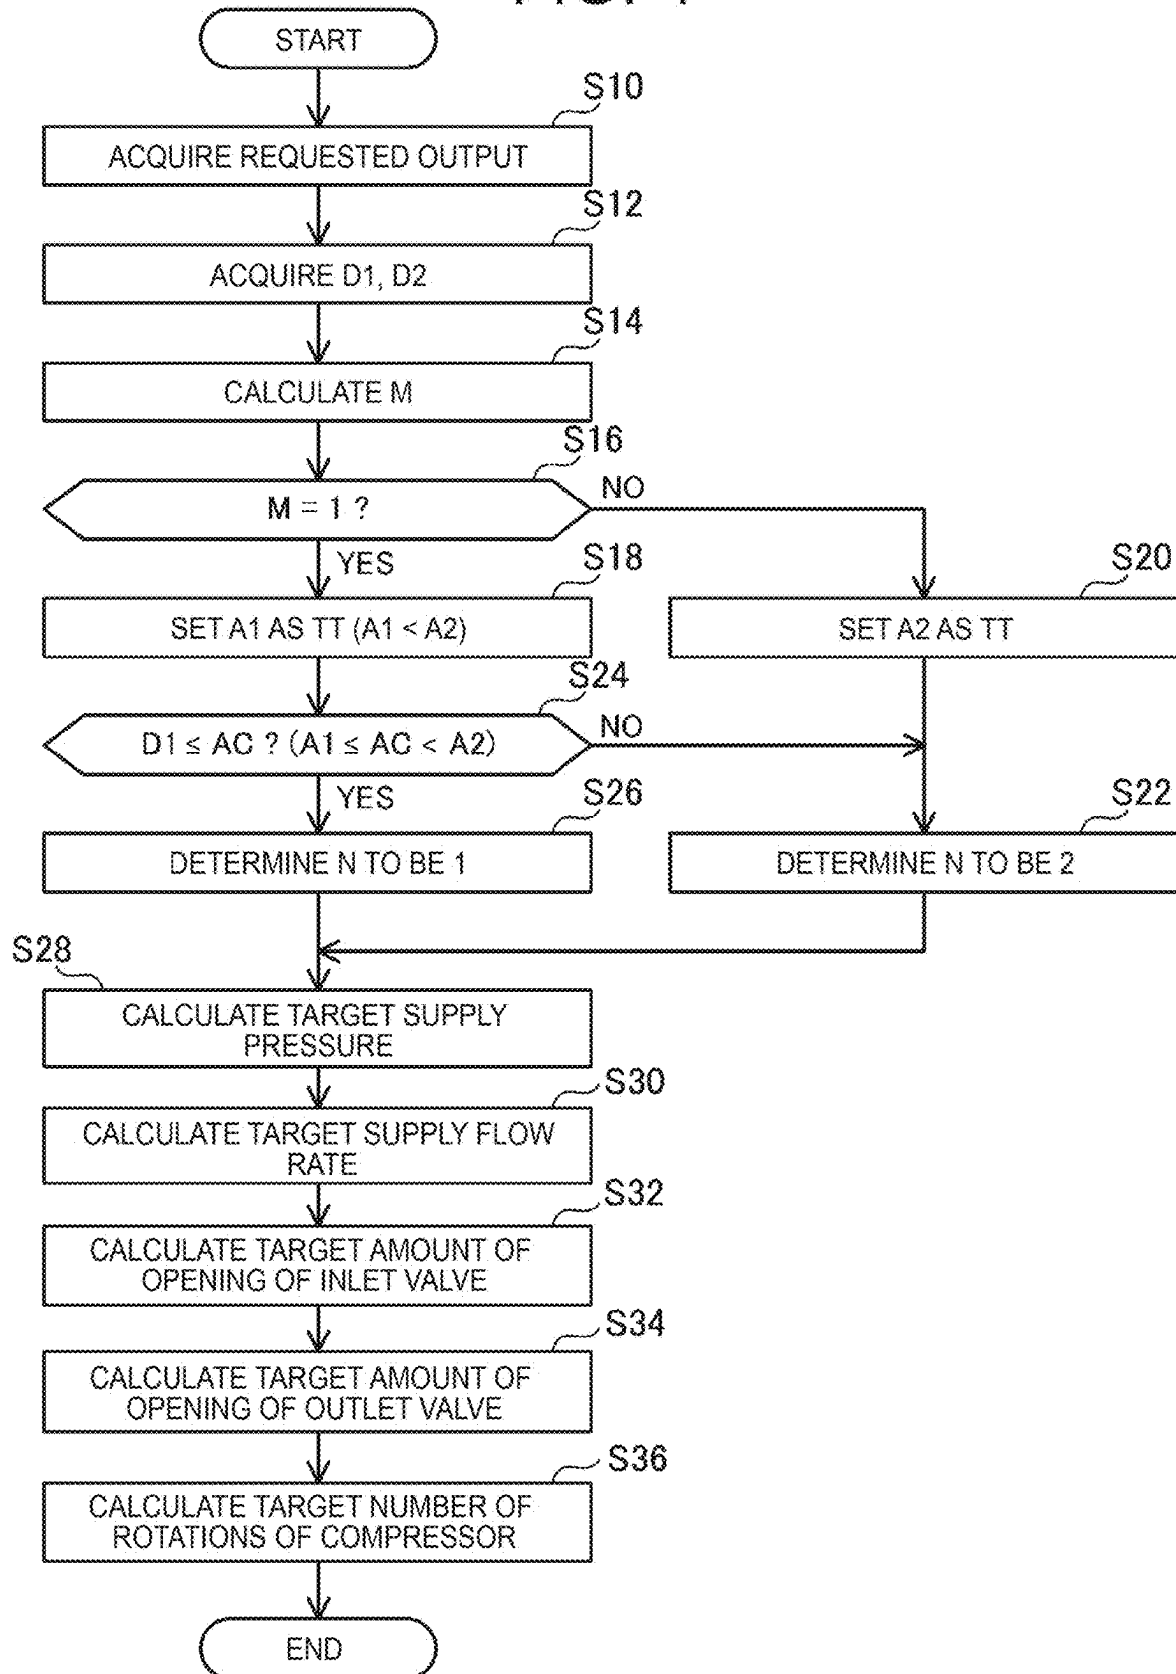 START
S10
ACQUIRE REQUESTED OUTPUT
S12
ACQUIRE D1, D2
S14
CALCULATE M
S16
M = 1 ?
NO
YES
S18
SET A1 AS TT (A1 < A2)
S20
SET A2 AS TT
S24
D1 ≤ AC ? (A1 ≤ AC < A2)
NO
YES
S26
DETERMINE N TO BE 1
S22
DETERMINE N TO BE 2
S28
CALCULATE TARGET SUPPLY
PRESSURE
S30
CALCULATE TARGET SUPPLY FLOW
RATE
S32
CALCULATE TARGET AMOUNT OF
OPENING OF INLET VALVE
S34
CALCULATE TARGET AMOUNT OF
OPENING OF OUTLET VALVE
S36
CALCULATE TARGET NUMBER OF
ROTATIONS OF COMPRESSOR
END